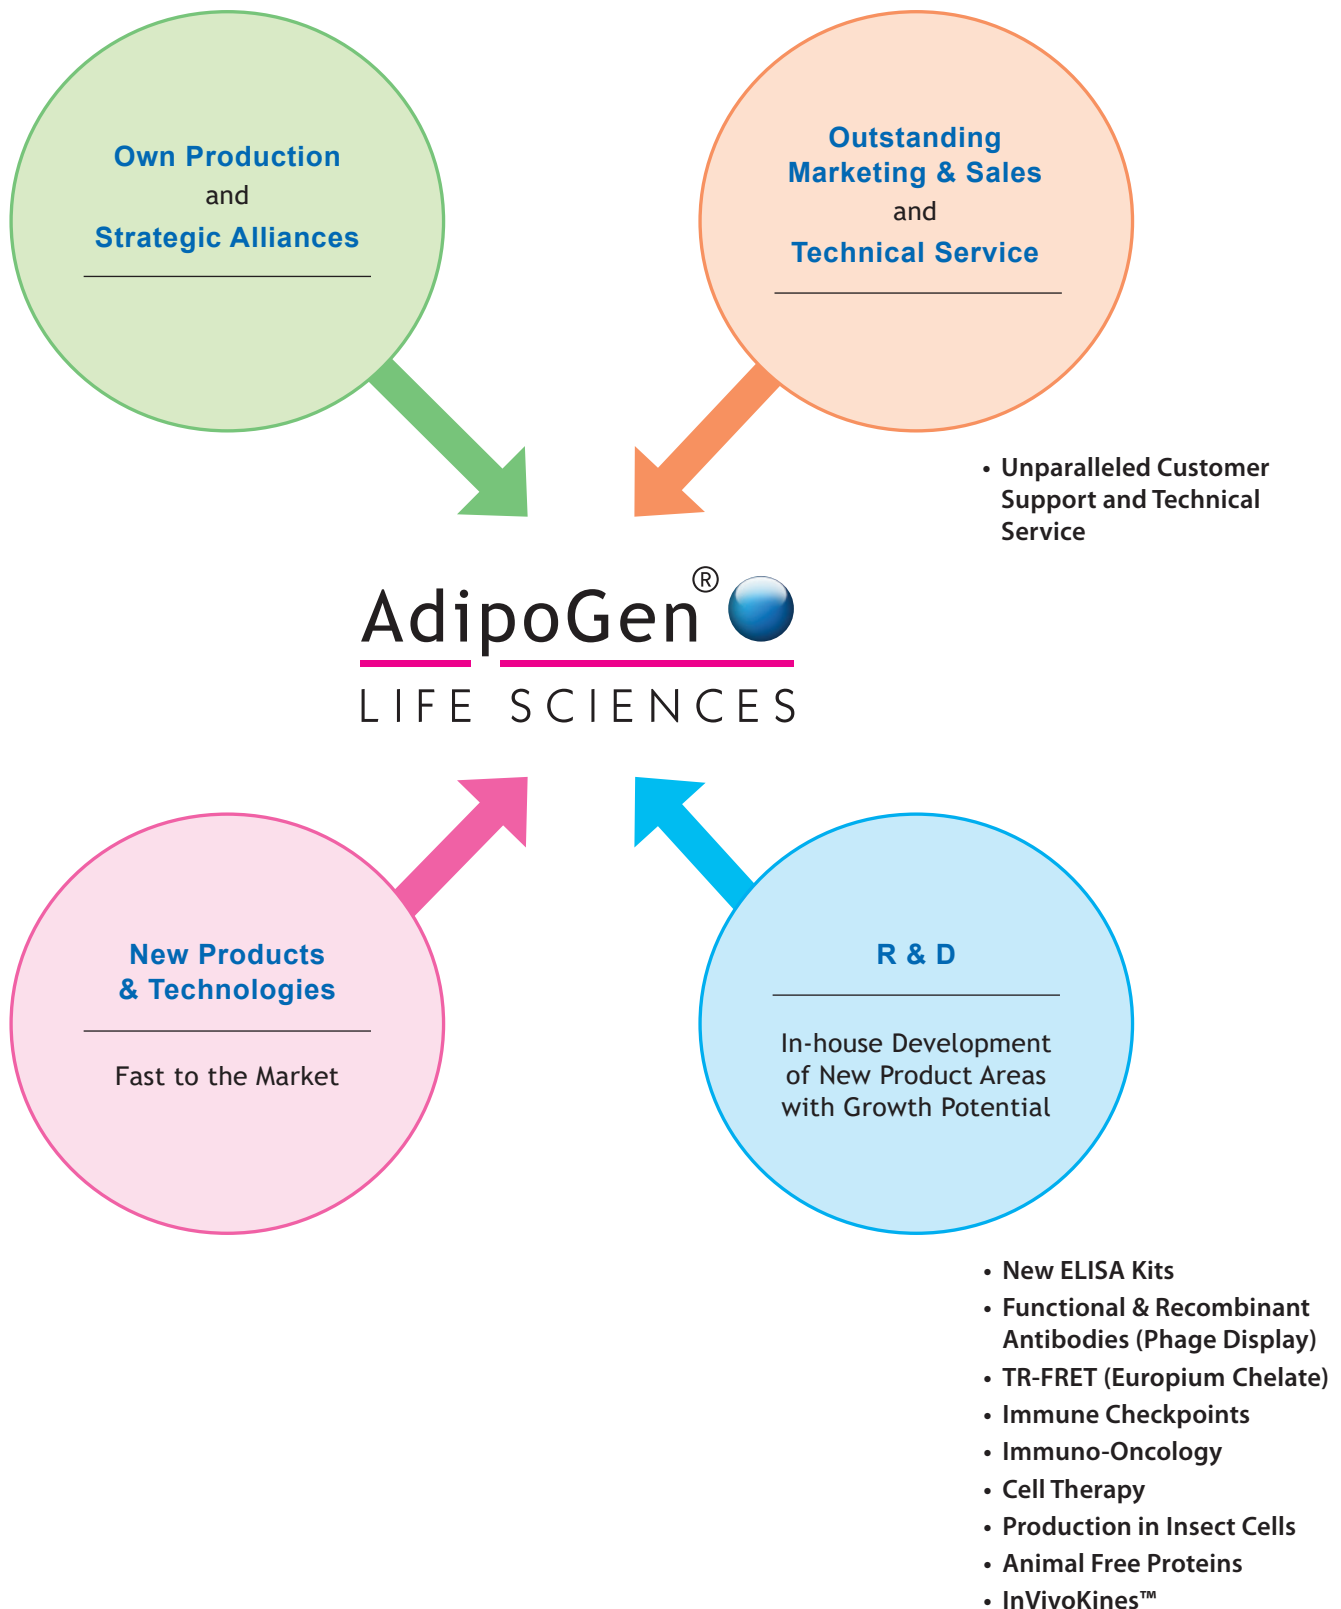 Own Production
and
Strategic Alliances
Outstanding
Marketing & Sales
and
Technical Service
• Unparalleled Customer
Support and Technical
Service
AdipoGen®
LIFE SCIENCES
New Products
& Technologies
Fast to the Market
R & D
In-house Development
of New Product Areas
with Growth Potential
• New ELISA Kits
• Functional & Recombinant
Antibodies (Phage Display)
• TR-FRET (Europium Chelate)
• Immune Checkpoints
• Immuno-Oncology
• Cell Therapy
• Production in Insect Cells
• Animal Free Proteins
• InVivoKines™